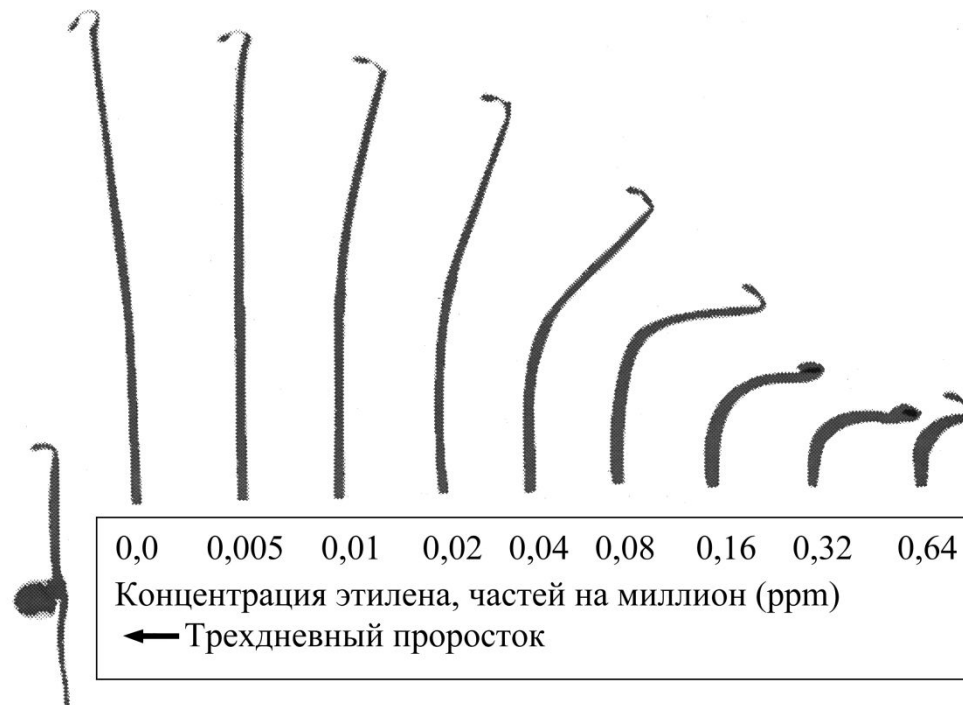 0,0 0,005 0,01 0,02 0,04 0,08 0,16 0,32 0,64
Концентрация этилена, частей на миллион (ppm)
Трехдневный проросток